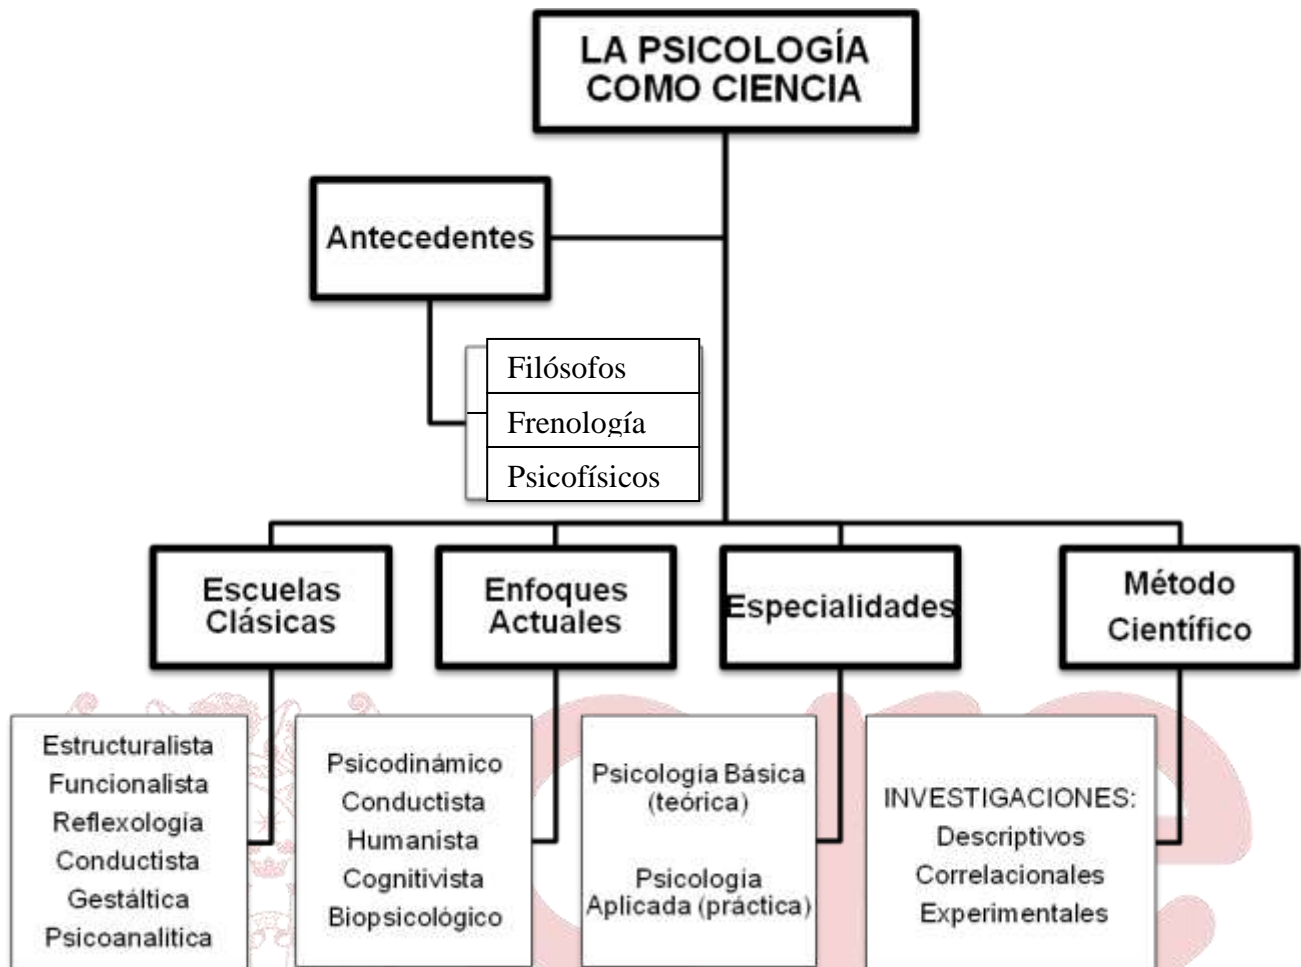 LA PSICOLOGÍA
COMO CIENCIA
Antecedentes
Filósofos
Frenología
Psicofísicos
Escuelas
Clásicas
Enfoques
Actuales
Especialidades
Método
Científico
Estructuralista
Funcionalista
Reflexología
Conductista
Gestáltica
Psicoanalítica
Psicodinámico
Conductista
Humanista
Cognitivista
Biopsicológico
Psicología Básica
(teórica)
Psicología
Aplicada (práctica)
INVESTIGACIONES:
Descriptivos
Correlacionales
Experimentales